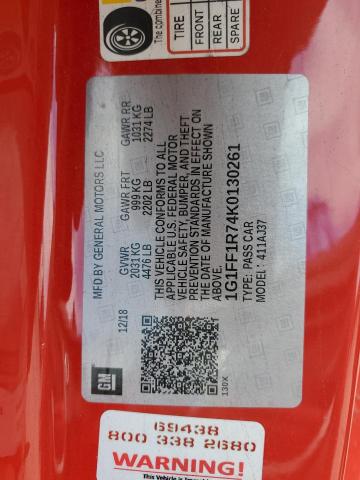 The combined
TIRE
FRONT
REAR
SPARE
MFD BY GENERAL MOTORS LLC
12/18
GVWR
2031 KG
4476 LB
GAWR FRT
999 KG
2202 LB
GAWR RR
1031 KG
2274 LB
THIS VEHICLE CONFORMS TO ALL
APPLICABLE U.S. FEDERAL MOTOR
VEHICLE SAFETY, BUMPER, AND THEFT
PREVENTION STANDARDS IN EFFECT ON
THE DATE OF MANUFACTURE SHOWN
ABOVE.
1G1FF1R74K0130261
TYPE: PASS CAR
MODEL: 411AJ37
GM
130X
69438
800 338 2680
WARNING!
This Vehicle is